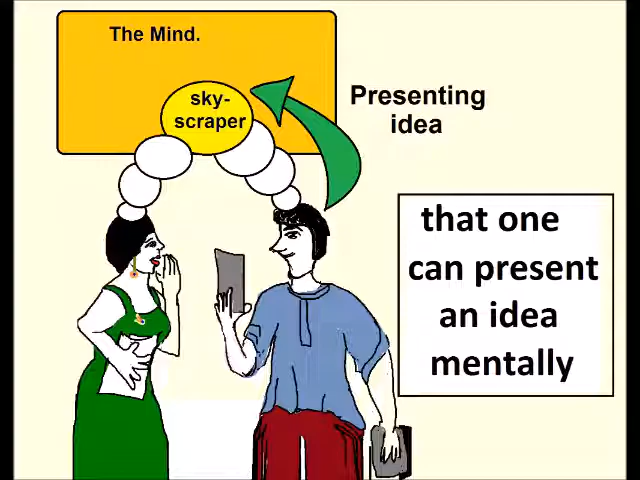 The Mind.
sky-
scraper
Presenting
idea
that one
can present
an idea
mentally